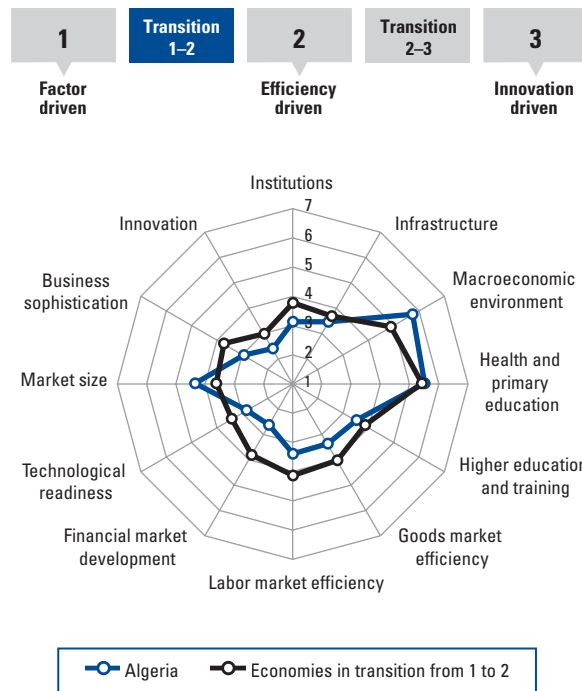 1
Transition
1–2
2
Transition
2–3
3
Factor
driven
Efficiency
driven
Innovation
driven
Institutions
7
Innovation
Infrastructure
6
5
Business
sophistication
Macroeconomic
environment
4
3
2
Market size
1
Health and
primary
education
Technological
readiness
Higher education
and training
Financial market
development
Goods market
efficiency
Labor market efficiency
Algeria
Economies in transition from 1 to 2